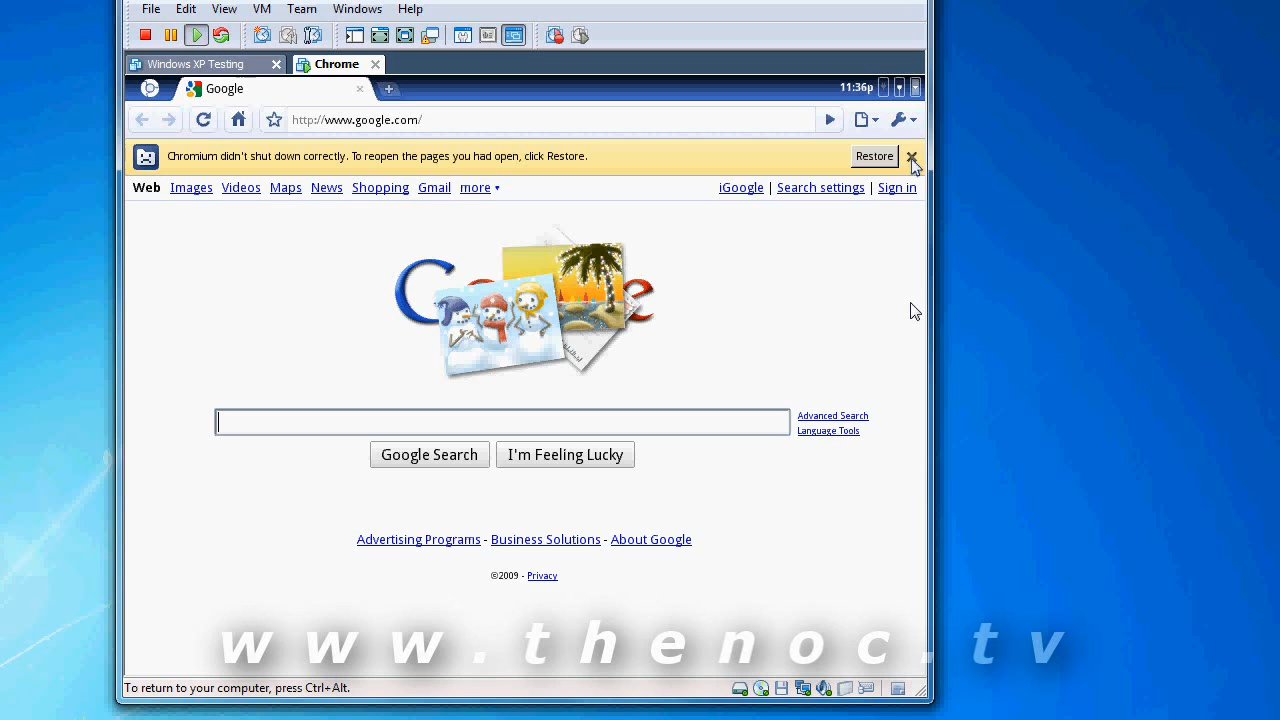 File Edit View VM Team Windows Help
Windows XP Testing Chrome
Google 11:36p
http://www.google.com/
Chromium didn't shut down correctly. To reopen the pages you had open, click Restore. Restore
Web Images Videos Maps News Shopping Gmail more iGoogle | Search settings | Sign in
Advanced Search
Language Tools
Google Search I'm Feeling Lucky
Advertising Programs - Business Solutions - About Google
©2009 - Privacy
www.thenoc.tv
To return to your computer, press Ctrl+Alt.